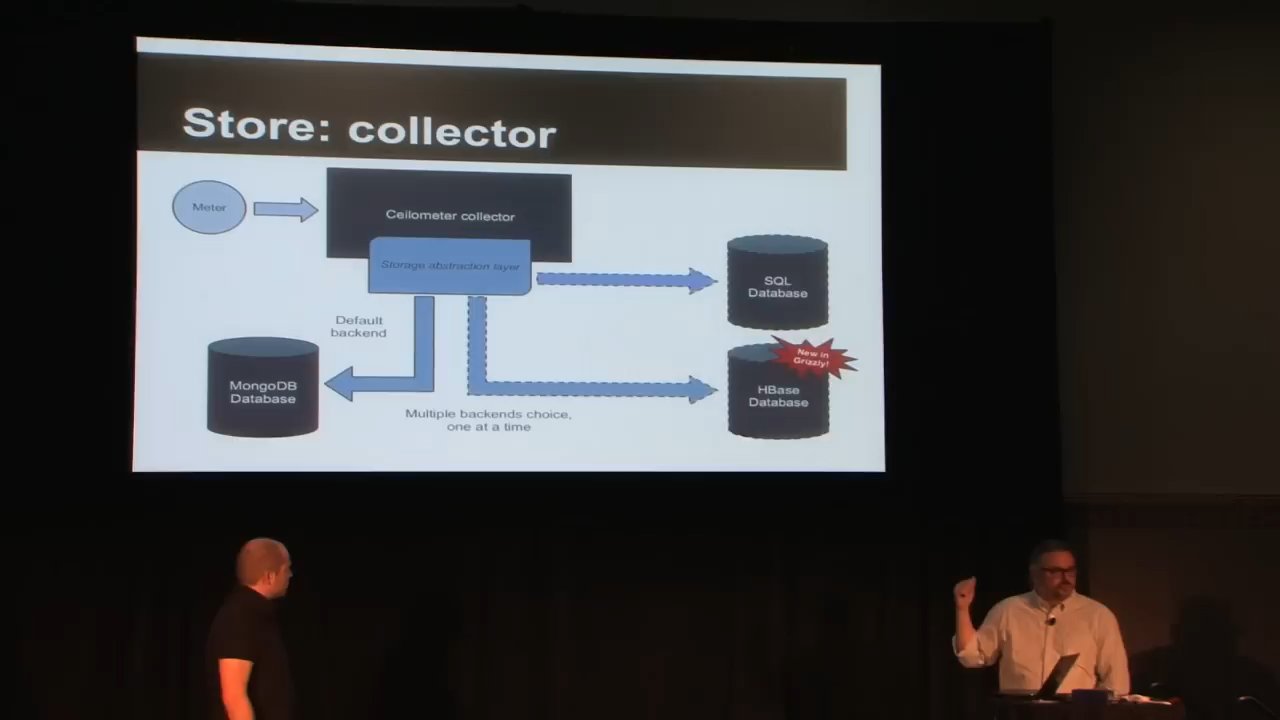 Store: collector
Meter
Ceilometer collector
Storage abstraction layer
SQL
Database
Default
backend
New in
Grizzly!
MongoDB
Database
HBase
Database
Multiple backends choice,
one at a time